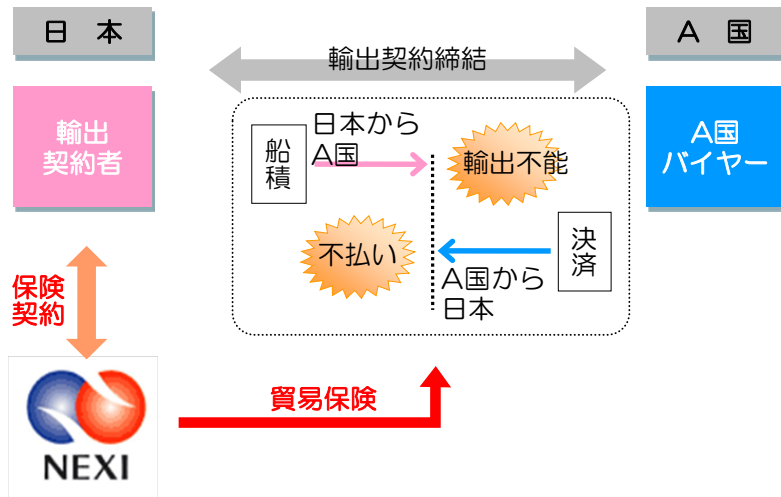 日 本
A 国
輸出契約締結
輸出
契約者
船
積
日本から
A国
輸出不能
A国
バイヤー
不払い
決
済
A国から
日本
保険
契約
貿易保険
NEXI